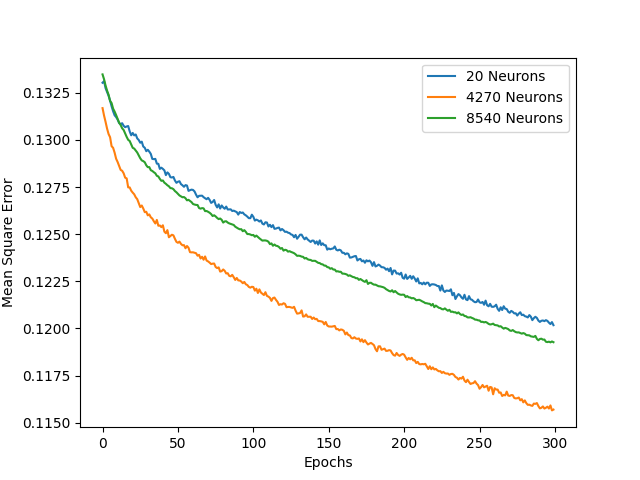 20 Neurons
4270 Neurons
8540 Neurons
0.1325
0.1300
0.1275
0.1250
0.1225
0.1200
0.1175
0.1150
Mean Square Error
0 50 100 150 200 250 300
Epochs